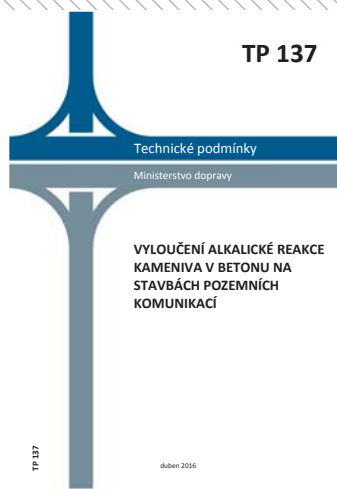 TP 137
Technické podmínky
Ministerstvo dopravy
VYLOUČENÍ ALKALICKÉ REAKCE
KAMENIVA V BETONU NA
STAVBÁCH POZEMNÍCH
KOMUNIKACÍ
TP 137
duben 2016